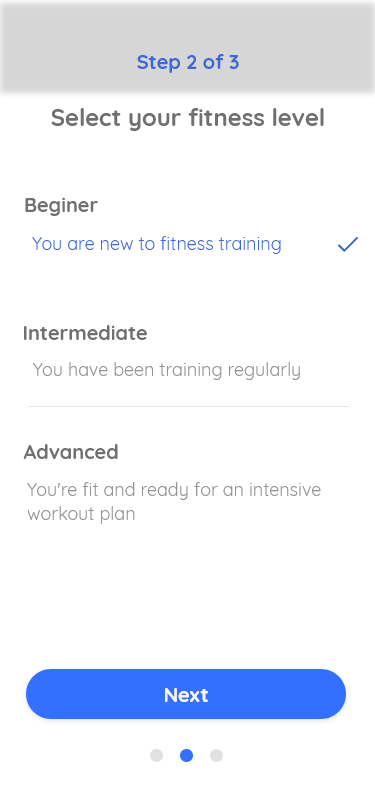 Step 2 of 3
Select your fitness level
Beginer
You are new to fitness training
Intermediate
You have been training regularly
Advanced
You're fit and ready for an intensive
workout plan
Next